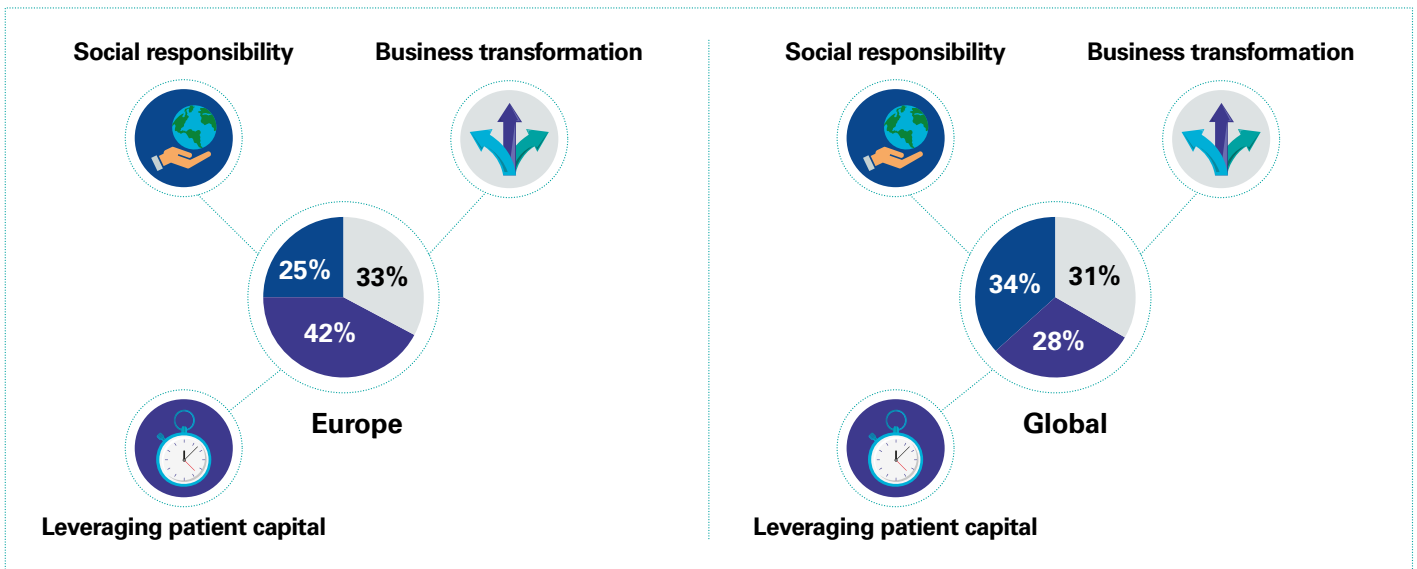 Social responsibility
Business transformation
25%
33%
42%
Europe
Leveraging patient capital
Social responsibility
Business transformation
34%
31%
28%
Global
Leveraging patient capital